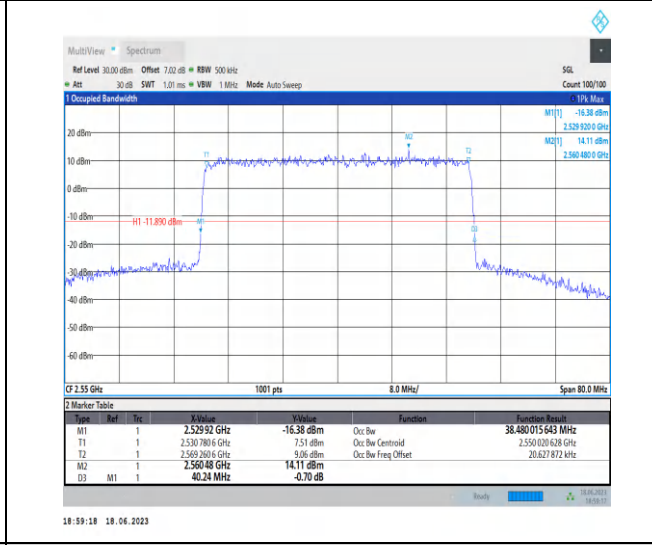 MultiView Spectrum
Ref Level 30.00 dBm Offset 7.02 dB RBW 500 kHz SGL
Att 30 dB SWT 1.01 ms VBW 1 MHz Mode Auto Sweep Count 100/100
1 Occupied Bandwidth 1Pk Max
M1[1] -16.38 dBm
2.529 920 0 GHz
M2[1] 14.11 dBm
2.560 480 0 GHz
20 dBm
M2
T1
T2
10 dBm
0 dBm
-10 dBm
H1 -11.890 dBm
M1
D3
-20 dBm
-30 dBm
-40 dBm
-50 dBm
-60 dBm
CF 2.55 GHz 1001 pts 8.0 MHz/ Span 80.0 MHz
2 Marker Table
Type Ref Trc X-Value Y-Value Function Function Result
M1 1 2.52992 GHz -16.38 dBm Occ Bw 38.480 015 643 MHz
T1 1 2.530 780 6 GHz 7.51 dBm Occ Bw Centroid 2.550 020 628 GHz
T2 1 2.569 260 6 GHz 9.06 dBm Occ Bw Freq Offset 20.627 872 kHz
M2 1 2.56048 GHz 14.11 dBm
D3 M1 1 40.24 MHz -0.70 dB
Ready 18.06.2023
18:59:17
18:59:18 18.06.2023